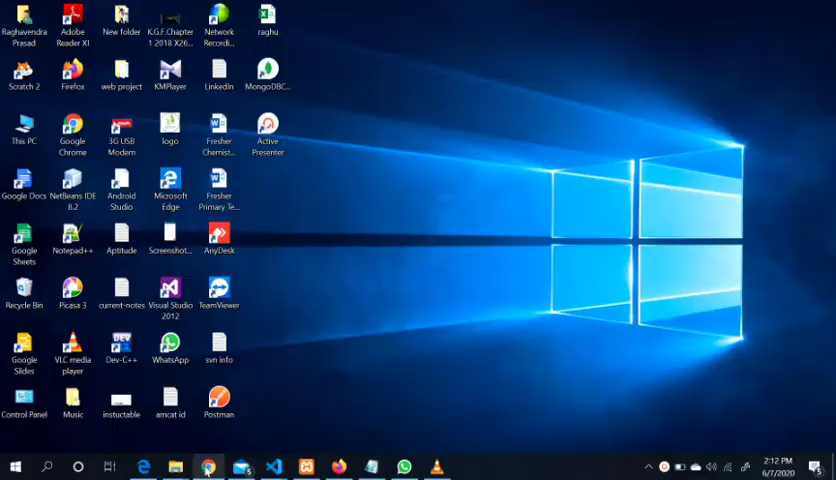 Raghavendra
Prasad
Adobe
Reader XI
New folder
K.G.F.Chapter
1 2018 X26...
Network
Recordi...
raghu
Scratch 2
Firefox
web project
KMPlayer
LinkedIn
MongoDBC...
This PC
Google
Chrome
3G USB
Modem
logo
Fresher
Chemist...
Active
Presenter
Google Docs
NetBeans IDE
8.2
Android
Studio
Microsoft
Edge
Fresher
Primary Te...
Google
Sheets
Notepad++
Aptitude
Screenshot...
AnyDesk
Recycle Bin
Picasa 3
current-notes
Visual Studio
2012
TeamViewer
Google
Slides
VLC media
player
DEV
Dev-C++
WhatsApp
svn info
Control Panel
Music
instuctable
amcat id
Postman
2:12 PM
6/7/2020